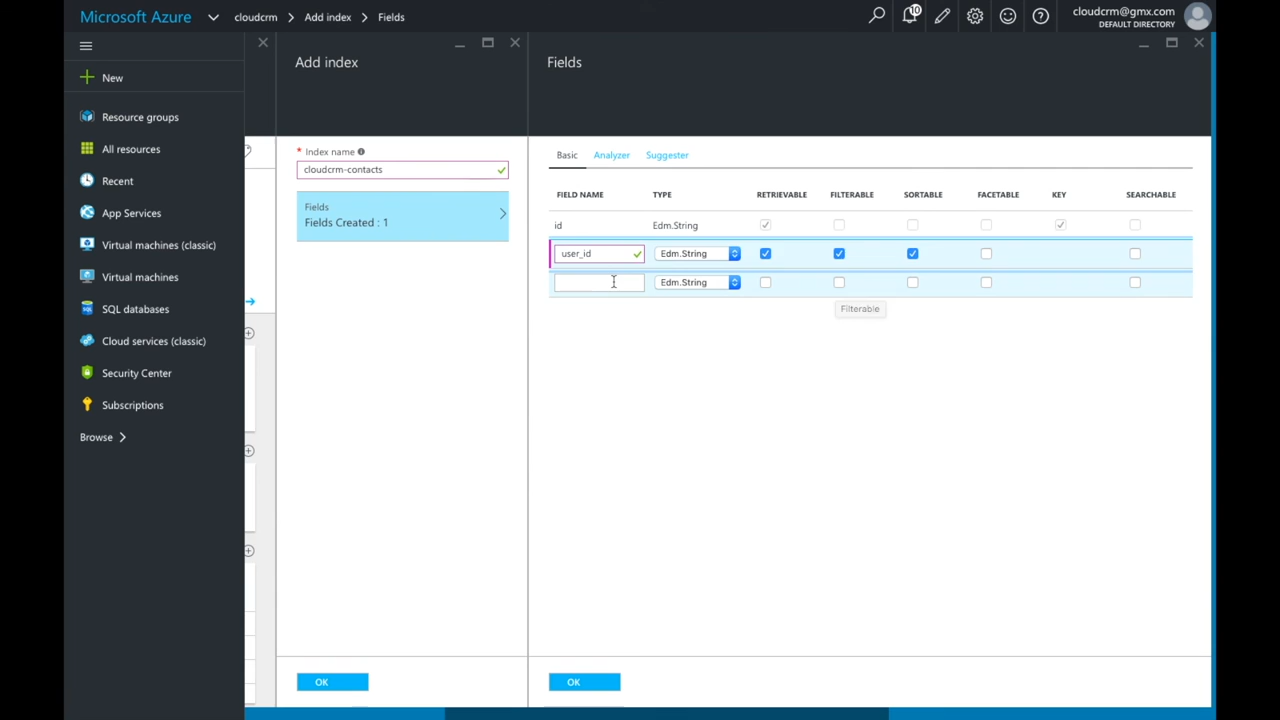 Microsoft Azure cloudcrm Add index Fields
10
cloudcrm@gmx.com
DEFAULT DIRECTORY
New
Resource groups
All resources
Recent
App Services
Virtual machines (classic)
Virtual machines
SQL databases
Cloud services (classic)
Security Center
Subscriptions
Browse
Add index
* Index name
cloudcrm-contacts
Fields
Fields Created : 1
OK
Fields
Basic Analyzer Suggester
FIELD NAME TYPE RETRIEVABLE FILTERABLE SORTABLE FACETABLE KEY SEARCHABLE
id Edm.String
user_id Edm.String
Edm.String
Filterable
OK